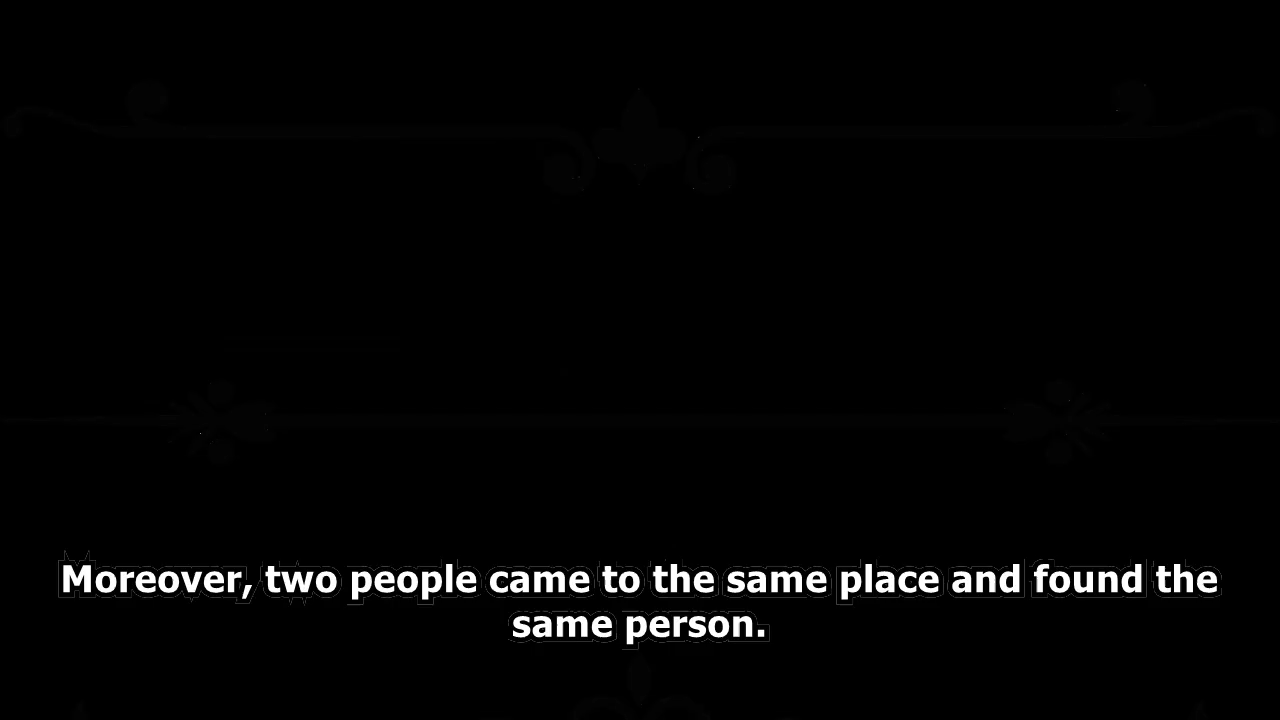 Moreover, two people came to the same place and found the
same person.